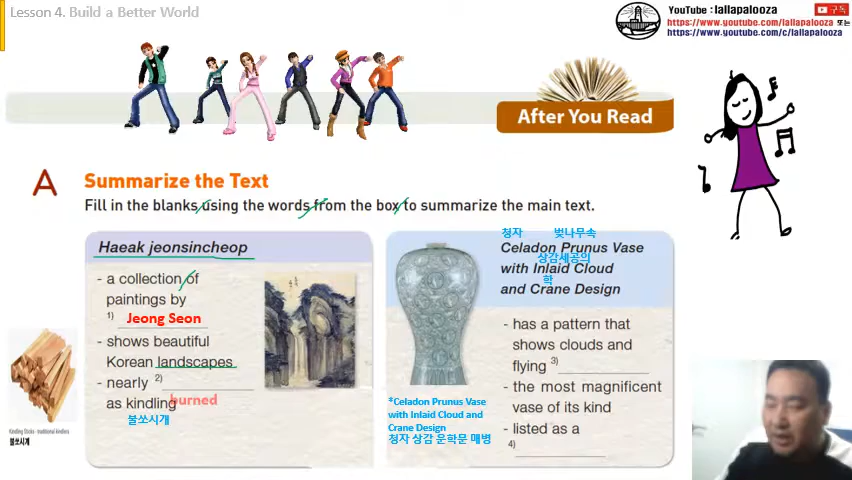 Lesson 4. Build a Better World
YouTube : lallapalooza
구독
https://www.youtube.com/lallapalooza 또는
https://www.youtube.com/c/lallapalooza
After You Read
A
Summarize the Text
Fill in the blanks using the words from the box to summarize the main text.
Haeak jeonsincheop
- a collection of
paintings by
1)
Jeong Seon
- shows beautiful
Korean landscapes
- nearly 2)
as kindling
burned
불쏘시개
Kindling Sticks - traditional kinders
불쏘시개
청자
벚나무속
Celadon Prunus Vase
상감세공의
with Inlaid Cloud
학
and Crane Design
- has a pattern that
shows clouds and
flying 3)
- the most magnificent
vase of its kind
- listed as a
4)
*Celadon Prunus Vase
with Inlaid Cloud and
Crane Design
청자 상감 운학문 매병